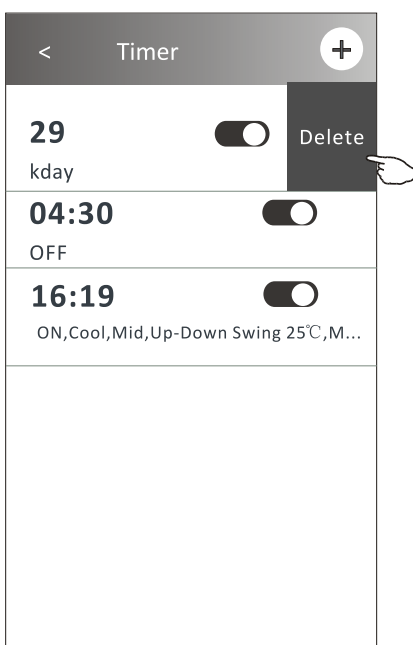 < Timer +
29 Delete
kday
04:30
OFF
16:19
ON,Cool,Mid,Up-Down Swing 25℃,M...